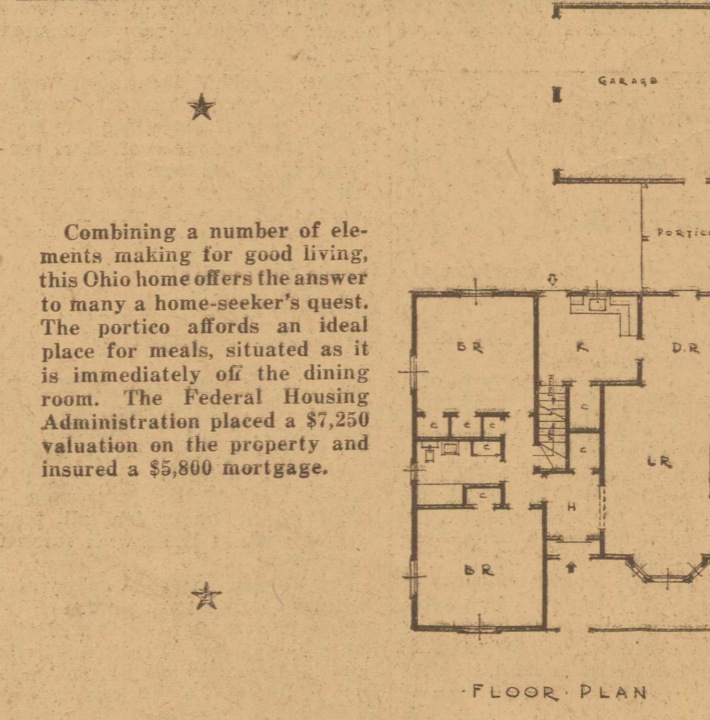 Combining a number of ele-
ments making for good living,
this Ohio home offers the answer
to many a home-seeker's quest.
The portico affords an ideal
place for meals, situated as it
is immediately off the dining
room. The Federal Housing
Administration placed a $7,250
valuation on the property and
insured a $5,800 mortgage.
GARAGE
PORTICO
BR
K
D.R
C
C
C
C
C
C
LR
C
H
BR
·FLOOR·PLAN